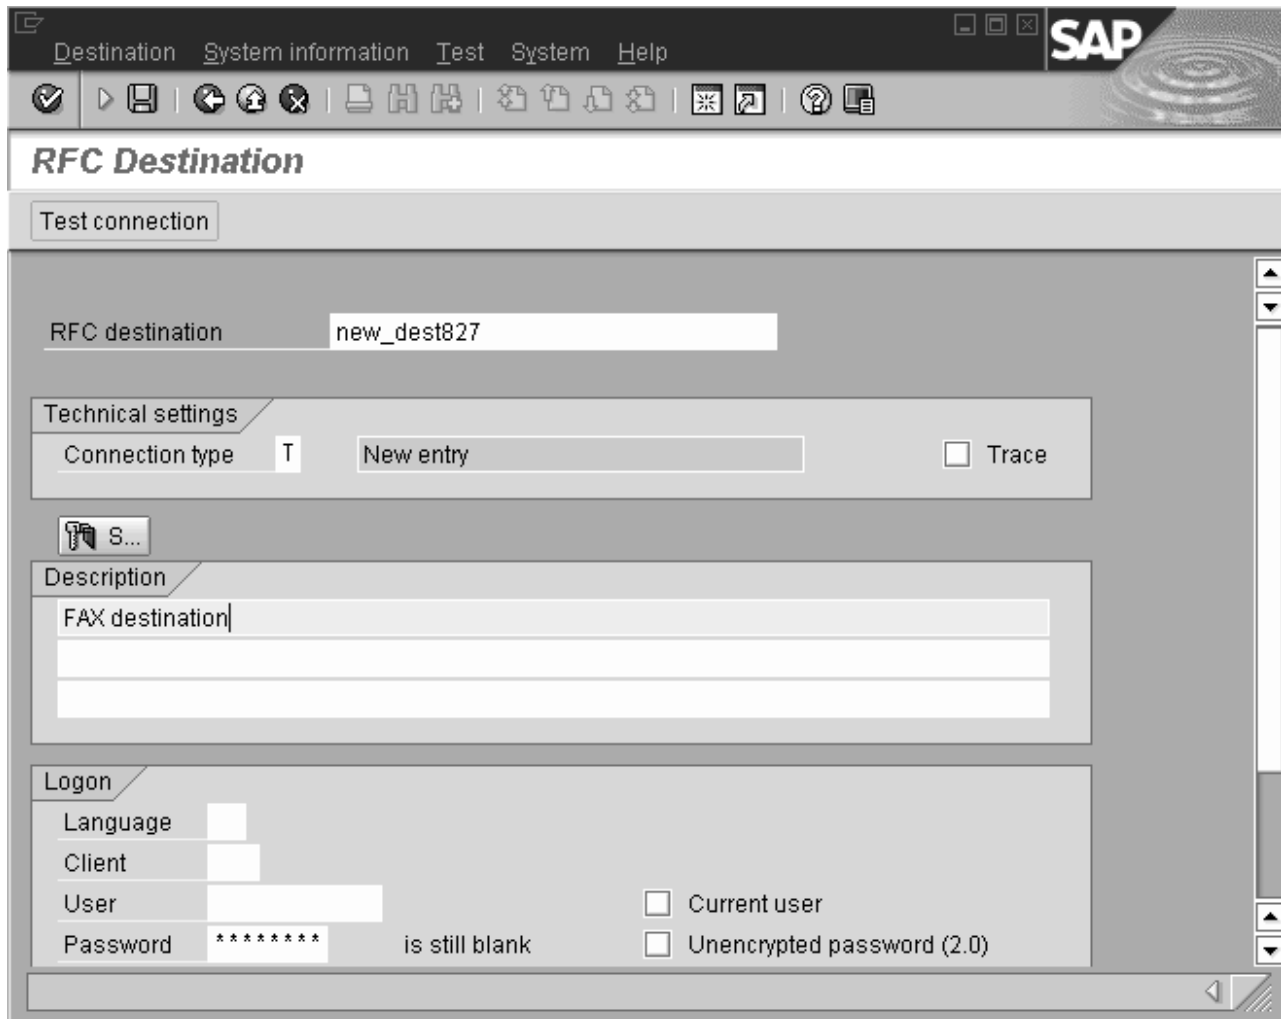 SAP
Destination System information Test System Help
RFC Destination
Test connection
RFC destination new_dest827
Technical settings
Connection type T New entry Trace
S...
Description
FAX destination
Logon
Language
Client
User Current user
Password ******** is still blank Unencrypted password (2.0)